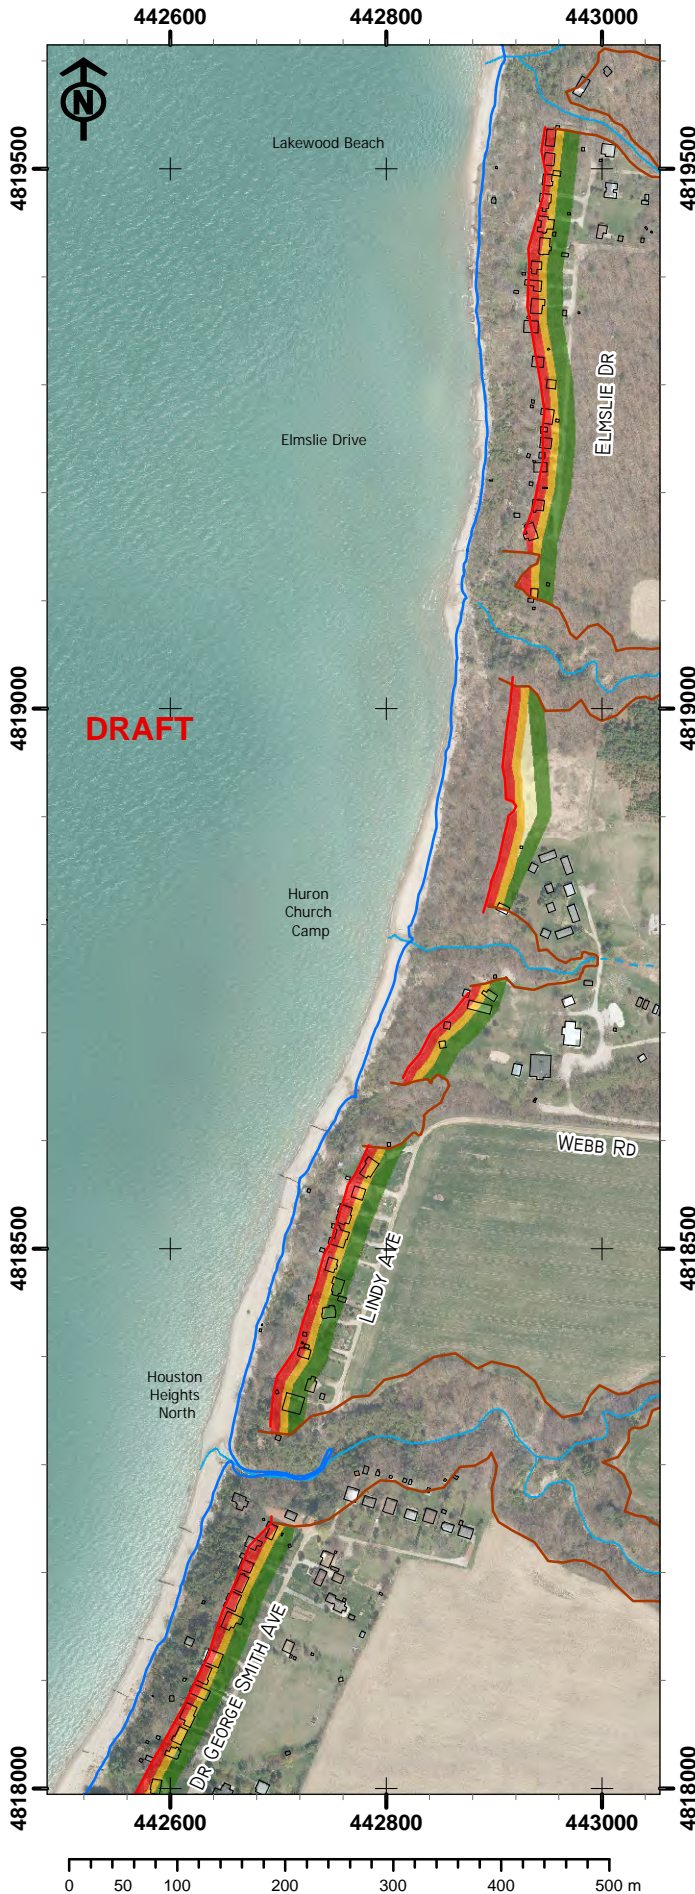 442600 442800 443000
N
Lakewood Beach
4819500 4819500
ELMSLIE DR
Elmslie Drive
4819000 4819000
DRAFT
Huron
Church
Camp
WEBB RD
4818500 4818500
LINDY AVE
Houston
Heights
North
DR GEORGE SMITH AVE
4818000 4818000
442600 442800 443000
0 50 100 200 300 400 500 m